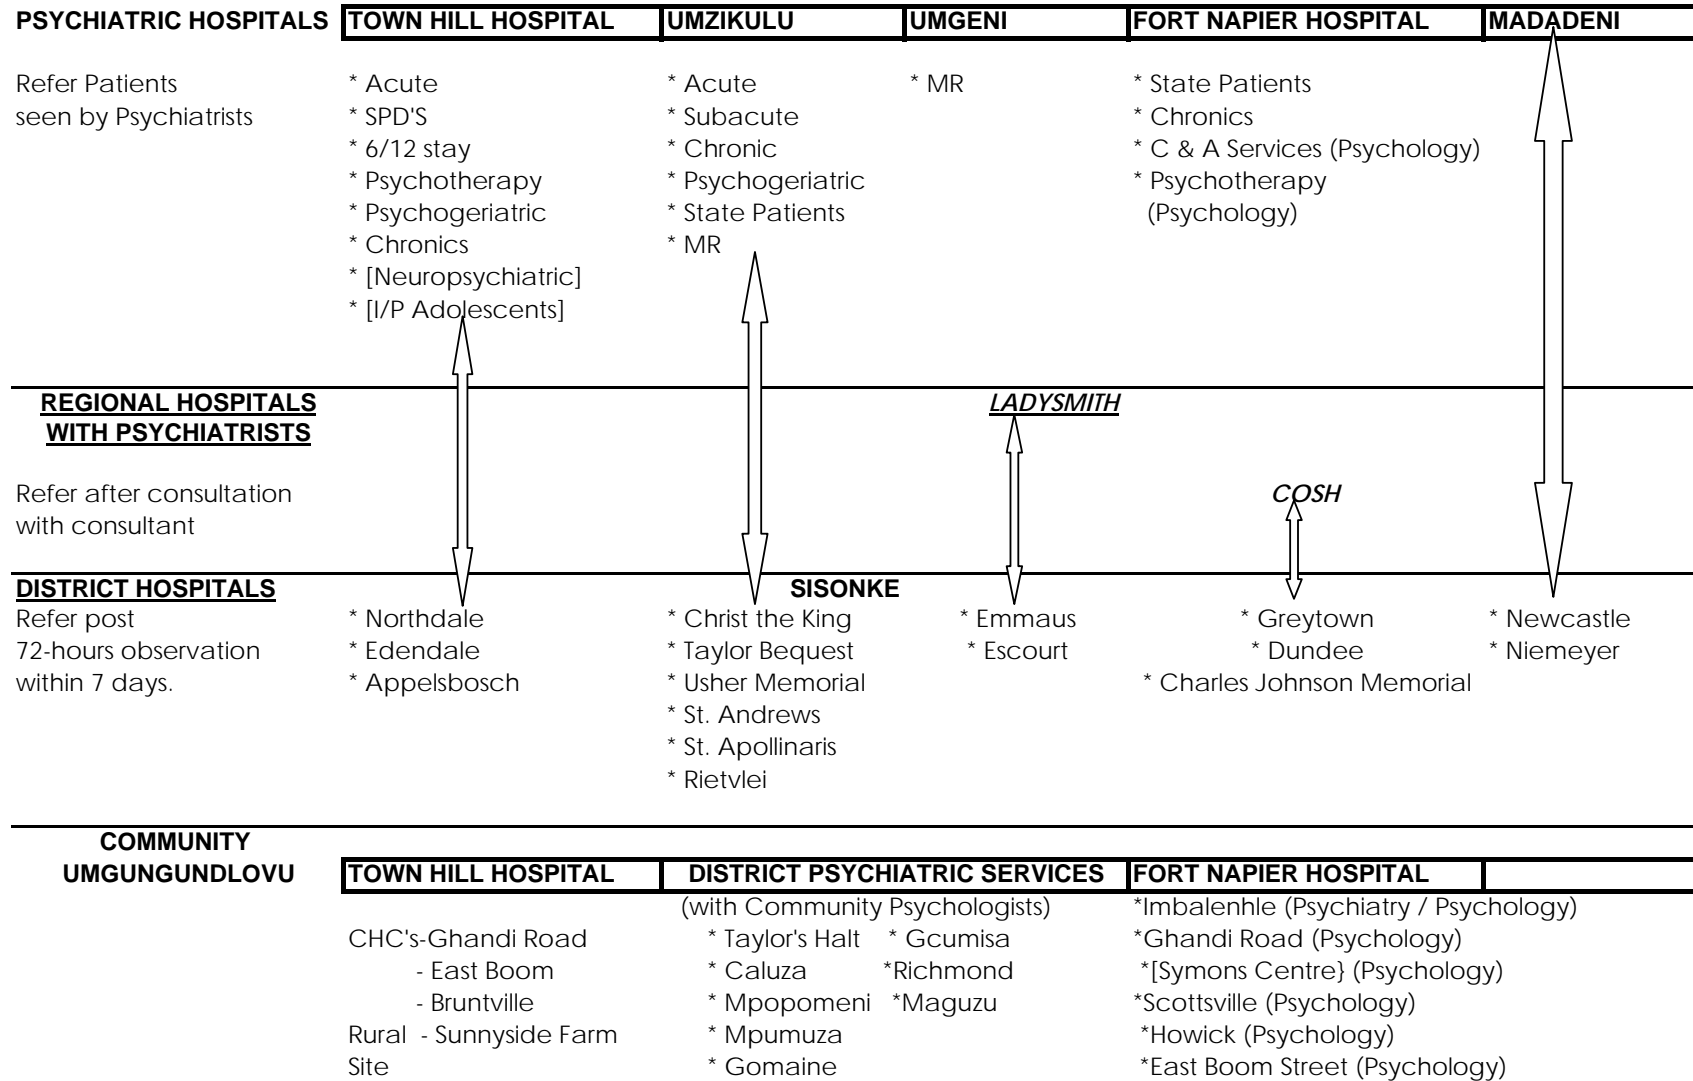 PSYCHIATRIC HOSPITALS TOWN HILL HOSPITAL UMZIKULU UMGENI FORT NAPIER HOSPITAL MADADENI
Refer Patients * Acute * Acute * MR * State Patients
seen by Psychiatrists * SPD'S * Subacute * Chronics
* 6/12 stay * Chronic * C & A Services (Psychology)
* Psychotherapy * Psychogeriatric * Psychotherapy
* Psychogeriatric * State Patients (Psychology)
* Chronics * MR
* [Neuropsychiatric]
* [I/P Adolescents]
REGIONAL HOSPITALS LADYSMITH
WITH PSYCHIATRISTS
Refer after consultation COSH
with consultant
DISTRICT HOSPITALS SISONKE
Refer post * Northdale * Christ the King * Emmaus * Greytown * Newcastle
72-hours observation * Edendale * Taylor Bequest * Escourt * Dundee * Niemeyer
within 7 days. * Appelsbosch * Usher Memorial * Charles Johnson Memorial
* St. Andrews
* St. Apollinaris
* Rietvlei
COMMUNITY
UMGUNGUNDLOVU TOWN HILL HOSPITAL DISTRICT PSYCHIATRIC SERVICES FORT NAPIER HOSPITAL
(with Community Psychologists) *Imbalenhle (Psychiatry / Psychology)
CHC's-Ghandi Road * Taylor's Halt * Gcumisa *Ghandi Road (Psychology)
- East Boom * Caluza *Richmond *[Symons Centre} (Psychology)
- Bruntville * Mpopomeni *Maguzu *Scottsville (Psychology)
Rural - Sunnyside Farm * Mpumuza *Howick (Psychology)
Site * Gomaine *East Boom Street (Psychology)